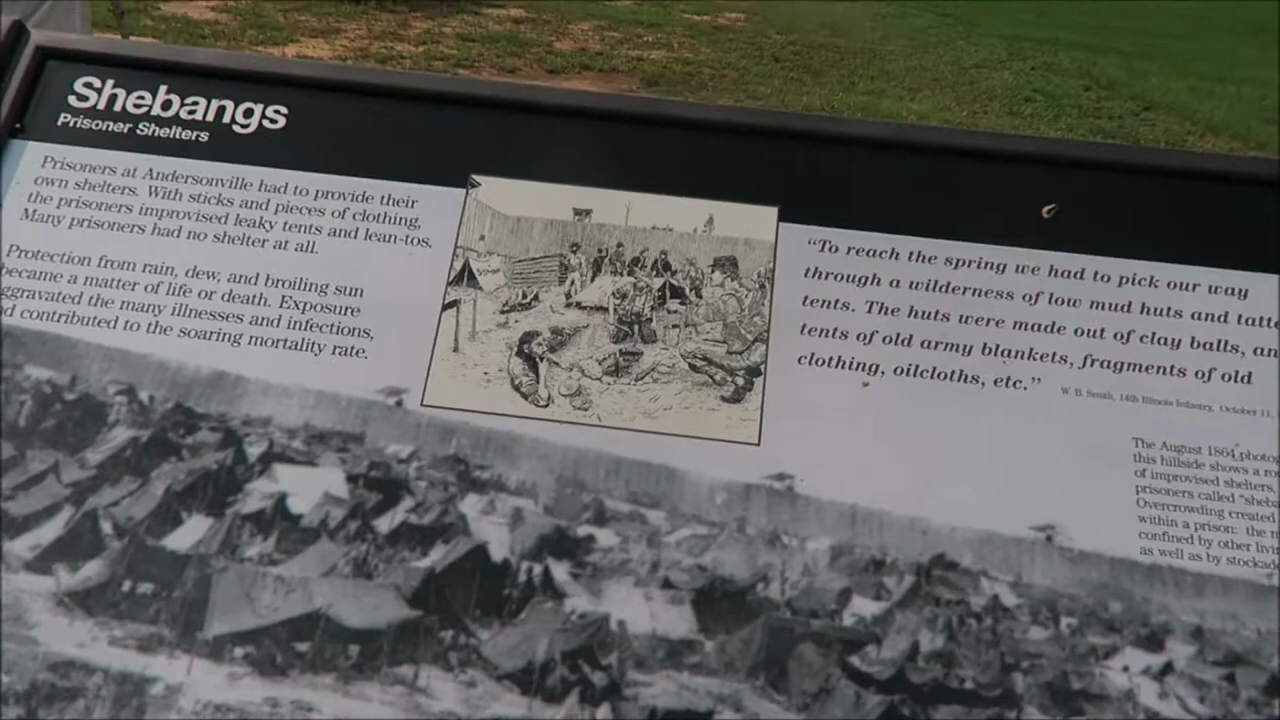 Shebangs
Prisoner Shelters
Prisoners at Andersonville had to provide their
own shelters. With sticks and pieces of clothing,
the prisoners improvised leaky tents and lean-tos.
Many prisoners had no shelter at all.
Protection from rain, dew, and broiling sun
became a matter of life or death. Exposure
ggravated the many illnesses and infections,
d contributed to the soaring mortality rate.
“To reach the spring we had to pick our way
through a wilderness of low mud huts and tatte
tents. The huts were made out of clay balls, an
tents of old army blankets, fragments of old
clothing, oilcloths, etc.”
W. B. Smith, 14th Illinois Infantry, October 11,
The August 1864 photog
this hillside shows a ro
of improvised shelters,
prisoners called “sheba
Overcrowding created
within a prison: the
confined by other livi
as well as by stockade